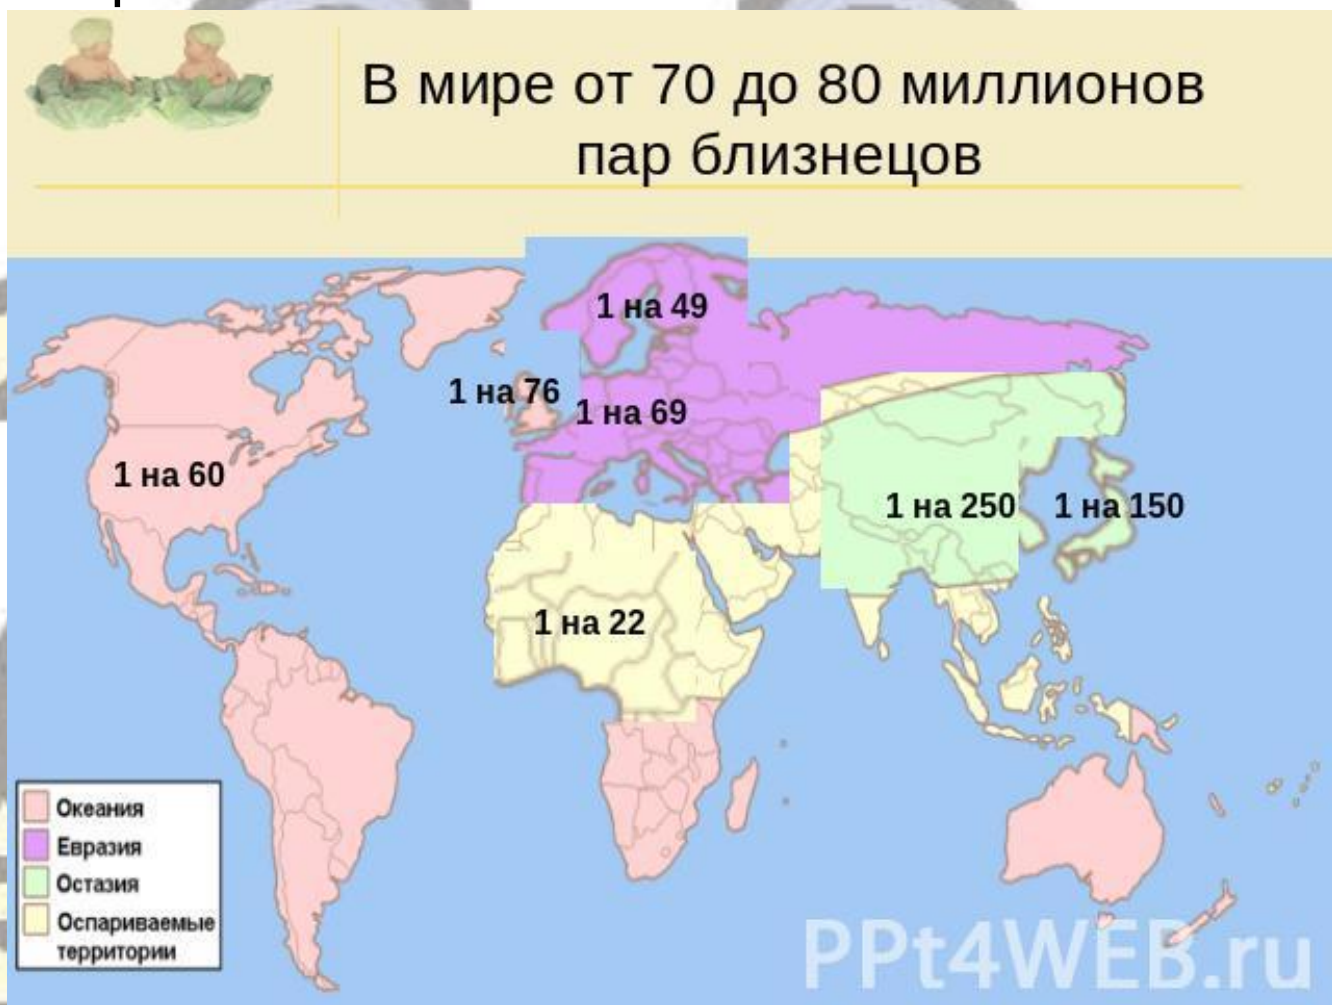 В мире от 70 до 80 миллионов
пар близнецов
1 на 49
1 на 76
1 на 69
1 на 60
1 на 250
1 на 150
1 на 22
Океания
Евразия
Остазия
Оспариваемые
территории
PPt4WEB.ru